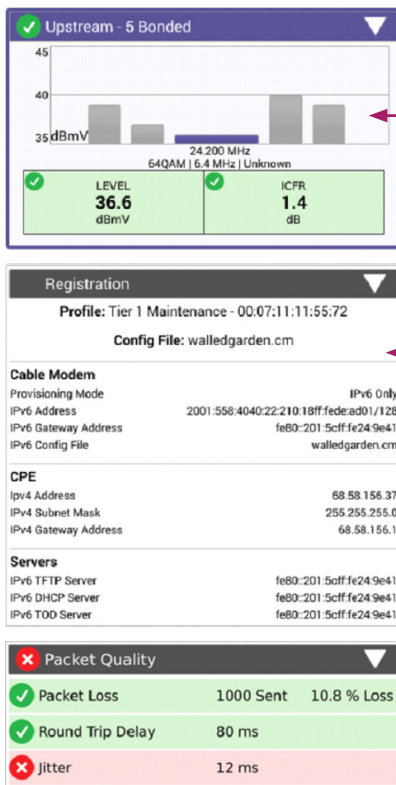 Upstream - 5 Bonded
45
40
35 dBmV
24.200 MHz
64QAM | 6.4 MHz | Unknown
LEVEL ICFR
36.6 1.4
dBmV dB
Registration
Profile: Tier 1 Maintenance - 00:07:11:11:55:72
Config File: walledgarden.cm
Cable Modem
Provisioning Mode IPv6 Only
IPv6 Address 2001:558:4040:22:210:18ff:fede:ad01/128
IPv6 Gateway Address fe80::201:5cff:fe24:9e41
IPv6 Config File walledgarden.cm
CPE
Ipv4 Address 68.58.156.37
IPv4 Subnet Mask 255.255.255.0
IPv4 Gateway Address 68.58.156.1
Servers
IPv6 TFTP Server fe80::201:5cff:fe24:9e41
IPv6 DHCP Server fe80::201:5cff:fe24:9e41
IPv6 TOD Server fe80::201:5cff:fe24:9e41
Packet Quality
Packet Loss 1000 Sent 10.8 % Loss
Round Trip Delay 80 ms
Jitter 12 ms